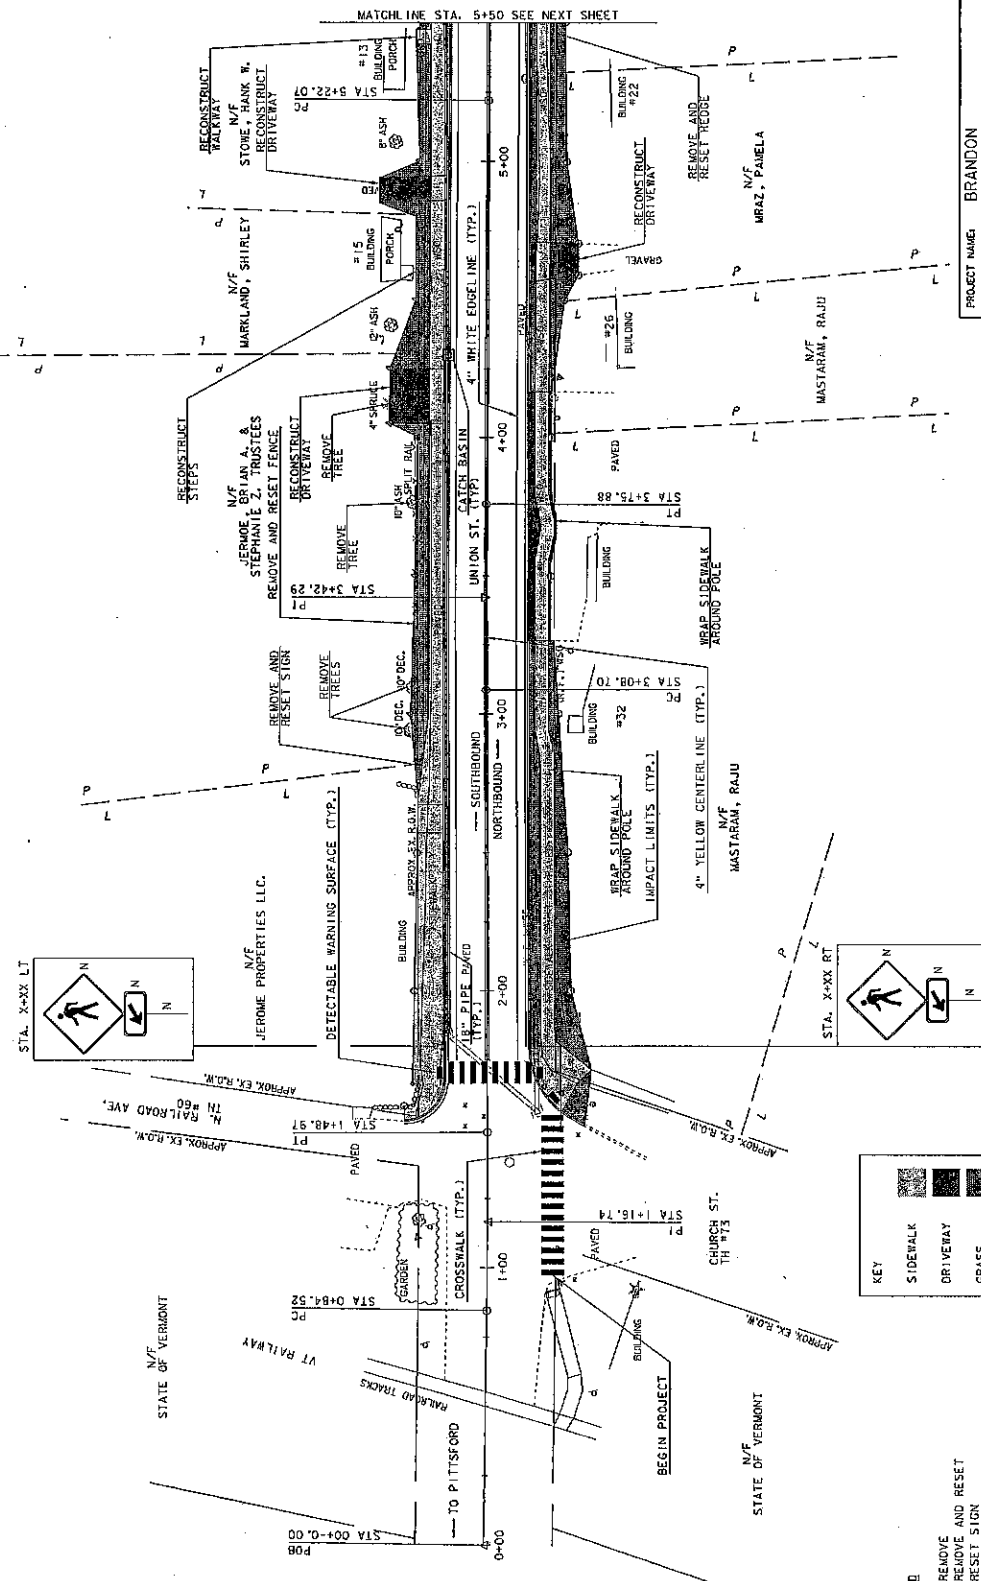 MATCHLINE STA. 5+50 SEE NEXT SHEET
RECONSTRUCT
WALKWAY
N/F
STOWE, HANK W.
RECONSTRUCT
DRIVEWAY
#13
BUILDING
PORCH
STA 5+22.07
PC
8" ASH
5+00
BUILDING
#22
REMOVE AND
RESET HEDGE
N/F
MRAZ, PAMELA
RECONSTRUCT
DRIVEWAY
GRAVEL
P
L
N/F
MARKLAND, SHIRLEY
#15
BUILDING
PORCH
12" ASH
4" WHITE EDGELINE (TYP.)
PAVED
#26
BUILDING
N/F
MASTARAM, RAJU
RECONSTRUCT
STEPS
N/F
JERMOE, BRIAN A. &
STEPHANIE Z. TRUSTEES
REMOVE AND RESET FENCE
RECONSTRUCT
DRIVEWAY
REMOVE
TREE
4" SPRUCE
REMOVE
TREE
10" ASH
SPLIT RAIL
CATCH BASIN
(TYP)
UNION ST.
4+00
PAVED
STA 3+75.88
PT
BUILDING
WRAP SIDEWALK
AROUND POLE
STA 3+42.29
PI
REMOVE AND
RESET SIGN
REMOVE
TREES
10" DEC.
10" DEC.
3+00
STA 3+08.70
PC
BUILDING
#32
SOUTHBOUND
NORTHBOUND
WRAP SIDEWALK
AROUND POLE
IMPACT LIMITS (TYP.)
4" YELLOW CENTERLINE (TYP.)
N/F
MASTARAM, RAJU
N/F
JEROME PROPERTIES LLC.
DETECTABLE WARNING SURFACE (TYP.)
APPROX. EX. R.O.W.
BUILDING
18" PIPE
(TYP.)
PAVED
2+00
STA. X+XX LT
N
N
N
STA. X+XX RT
N
N
N
APPROX. EX. R.O.W.
N. RAILROAD AVE,
TH #60
APPROX. EX. R.O.W.
STA 1+48.97
PT
PAVED
APPROX. EX. R.O.W.
GARDEN
CROSSWALK (TYP.)
STA 1+16.74
PI
PAVED
CHURCH ST.
TH #73
1+00
STA 0+84.52
PC
BUILDING
APPROX. EX. R.O.W.
VT RAILWAY
RAILROAD TRACKS
N/F
STATE OF VERMONT
BEGIN PROJECT
N/F
STATE OF VERMONT
TO PITTSFORD
STA 00+-0.00
POB
0+00
KEY
SIDEWALK
DRIVEWAY
GRASS
REMOVE
REMOVE AND RESET
RESET SIGN
PROJECT NAME: BRANDON